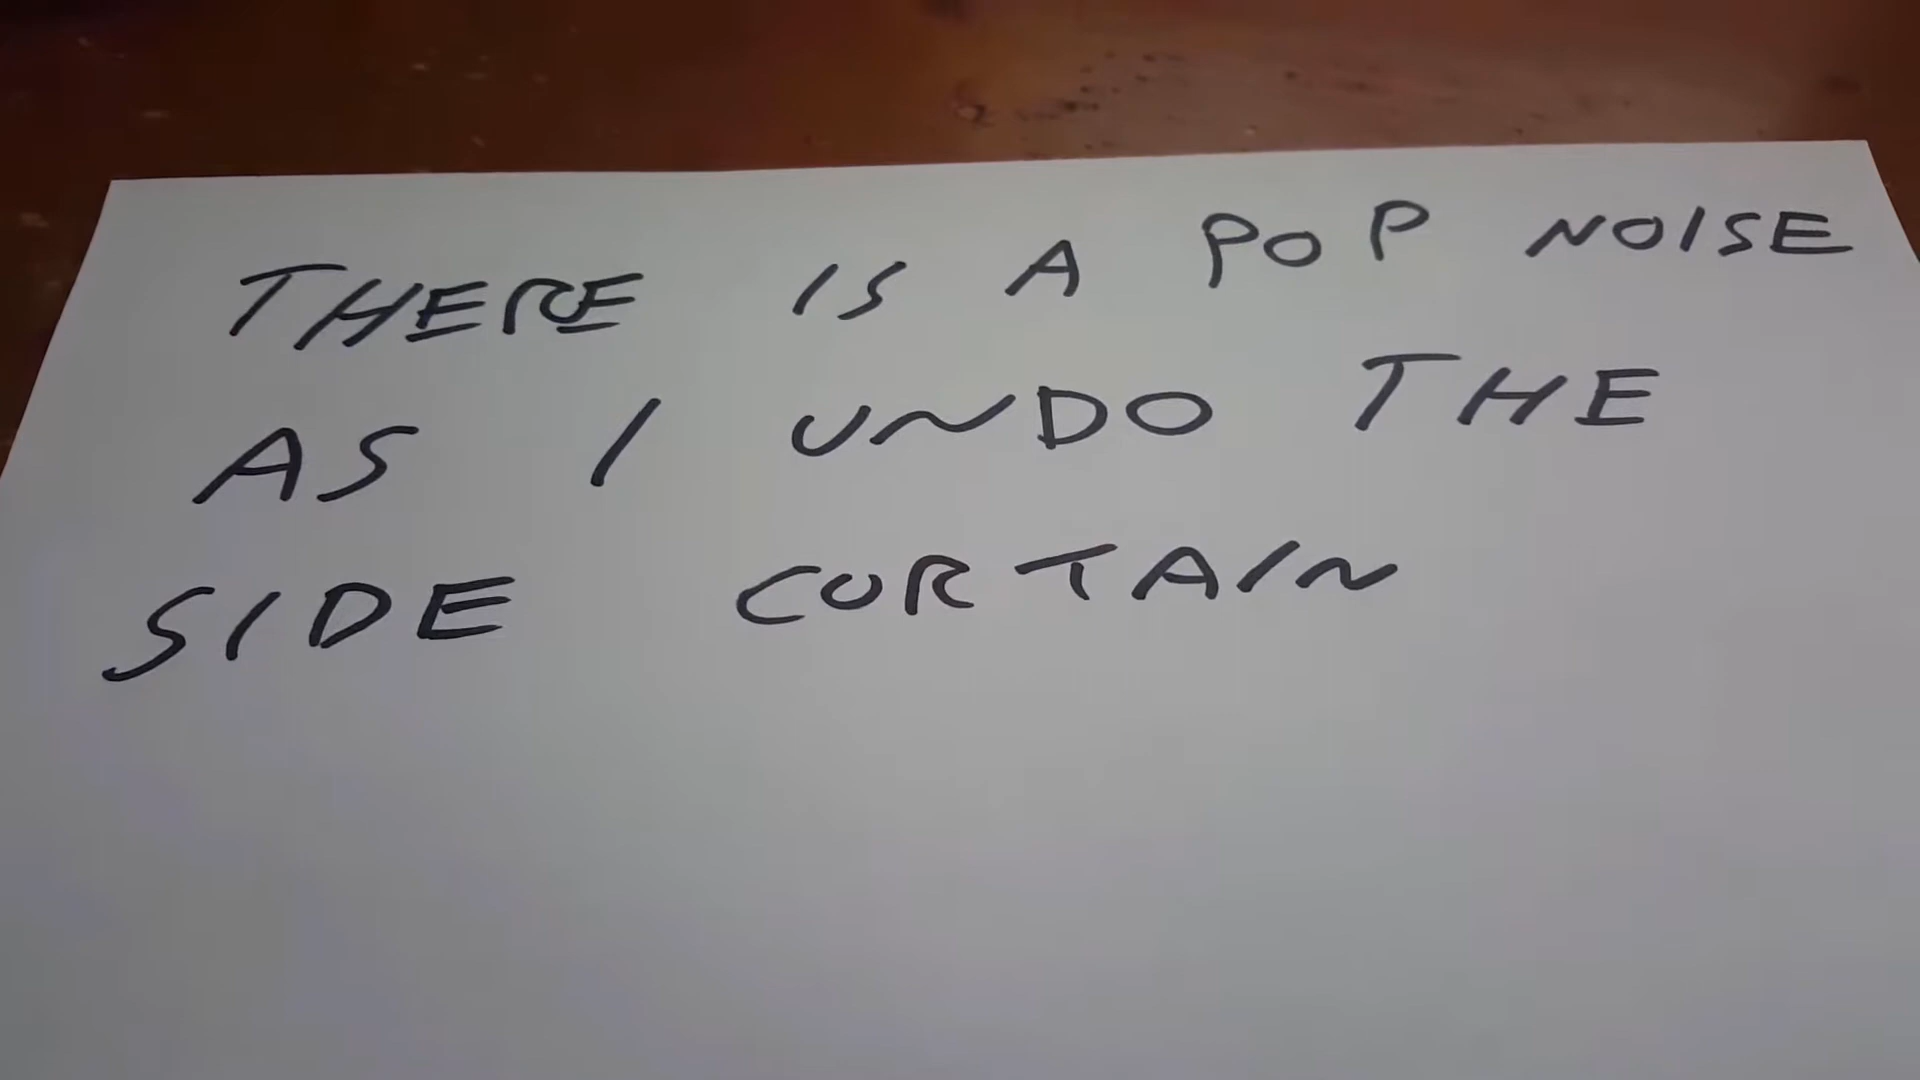 THERE IS A POP NOISE
AS I UNDO THE
SIDE CURTAIN